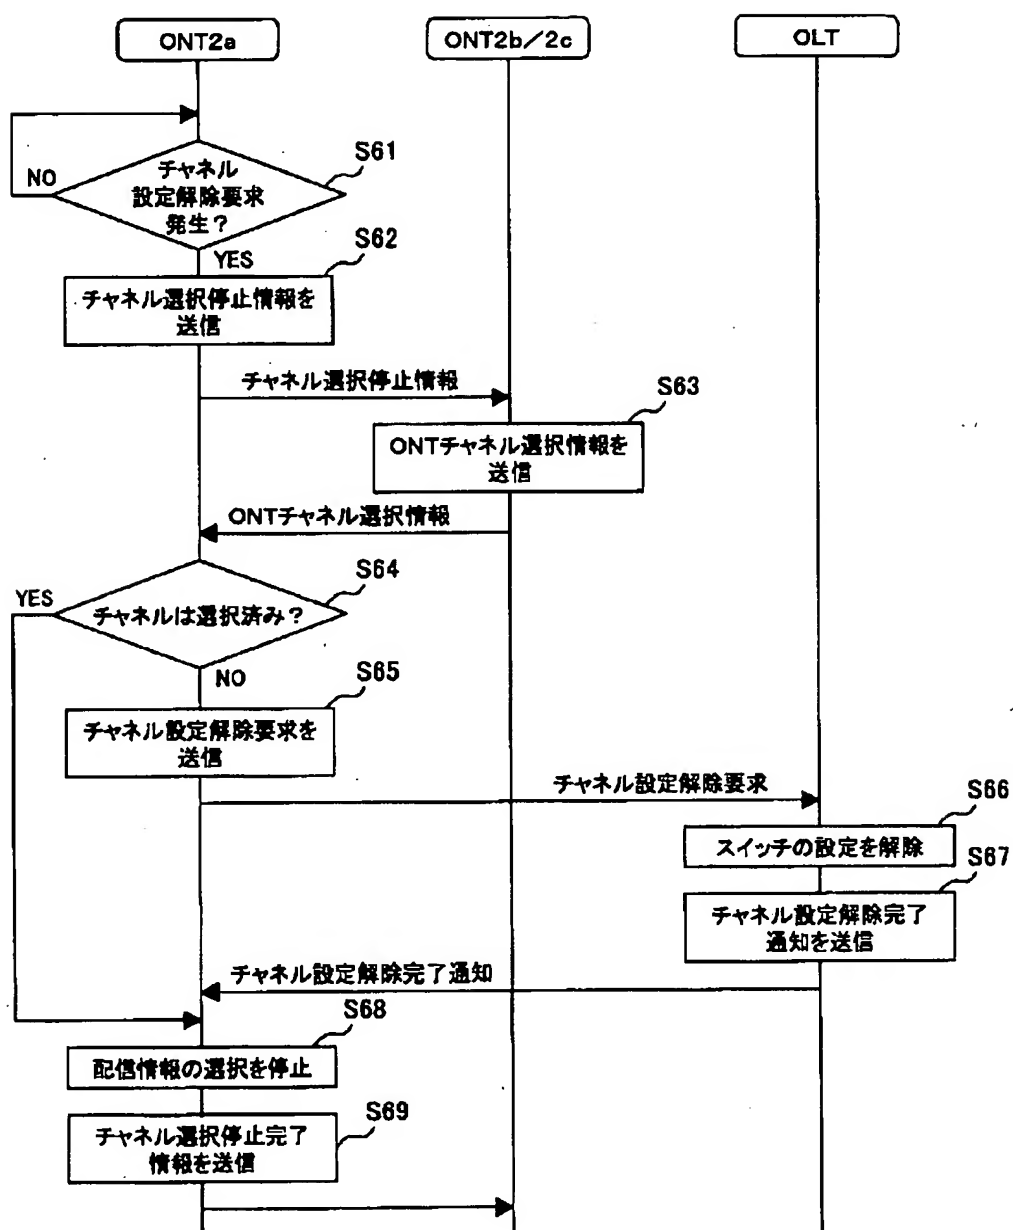 ONT2a
ONT2b/2c
OLT
S61
チャネル
設定解除要求
発生?
NO
YES
S62
チャネル選択停止情報を
送信
チャネル選択停止情報
S63
ONTチャネル選択情報を
送信
ONTチャネル選択情報
S64
YES
チャネルは選択済み?
NO
S65
チャネル設定解除要求を
送信
チャネル設定解除要求
S66
スイッチの設定を解除
S67
チャネル設定解除完了
通知を送信
チャネル設定解除完了通知
S68
配信情報の選択を停止
S69
チャネル選択停止完了
情報を送信